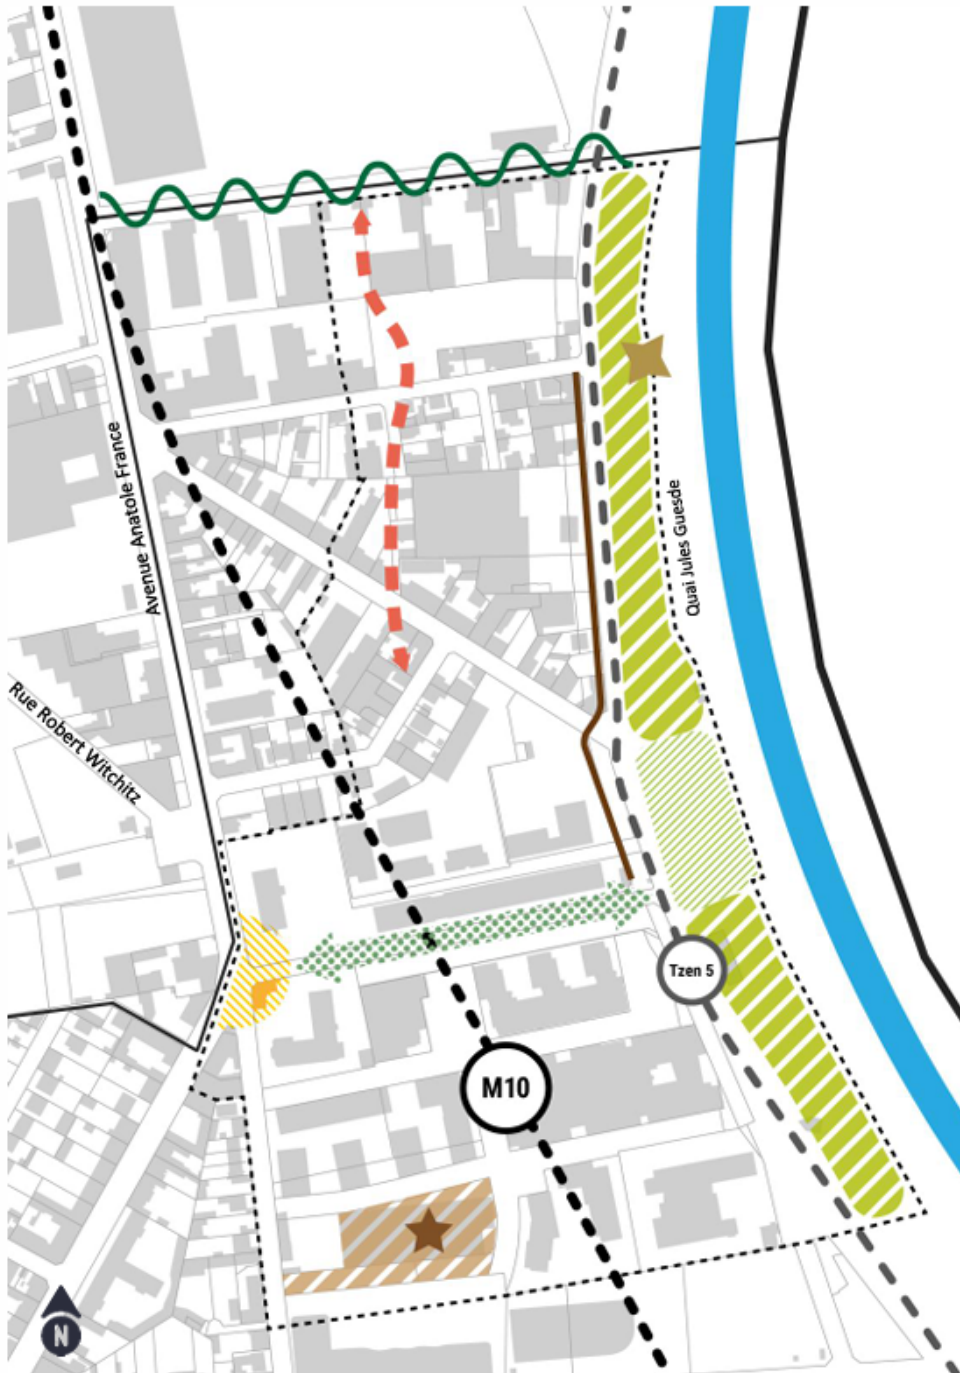 Avenue Anatole France
Quai Jules Guesde
Rue Robert Witchitz
Tzen 5
M10
N